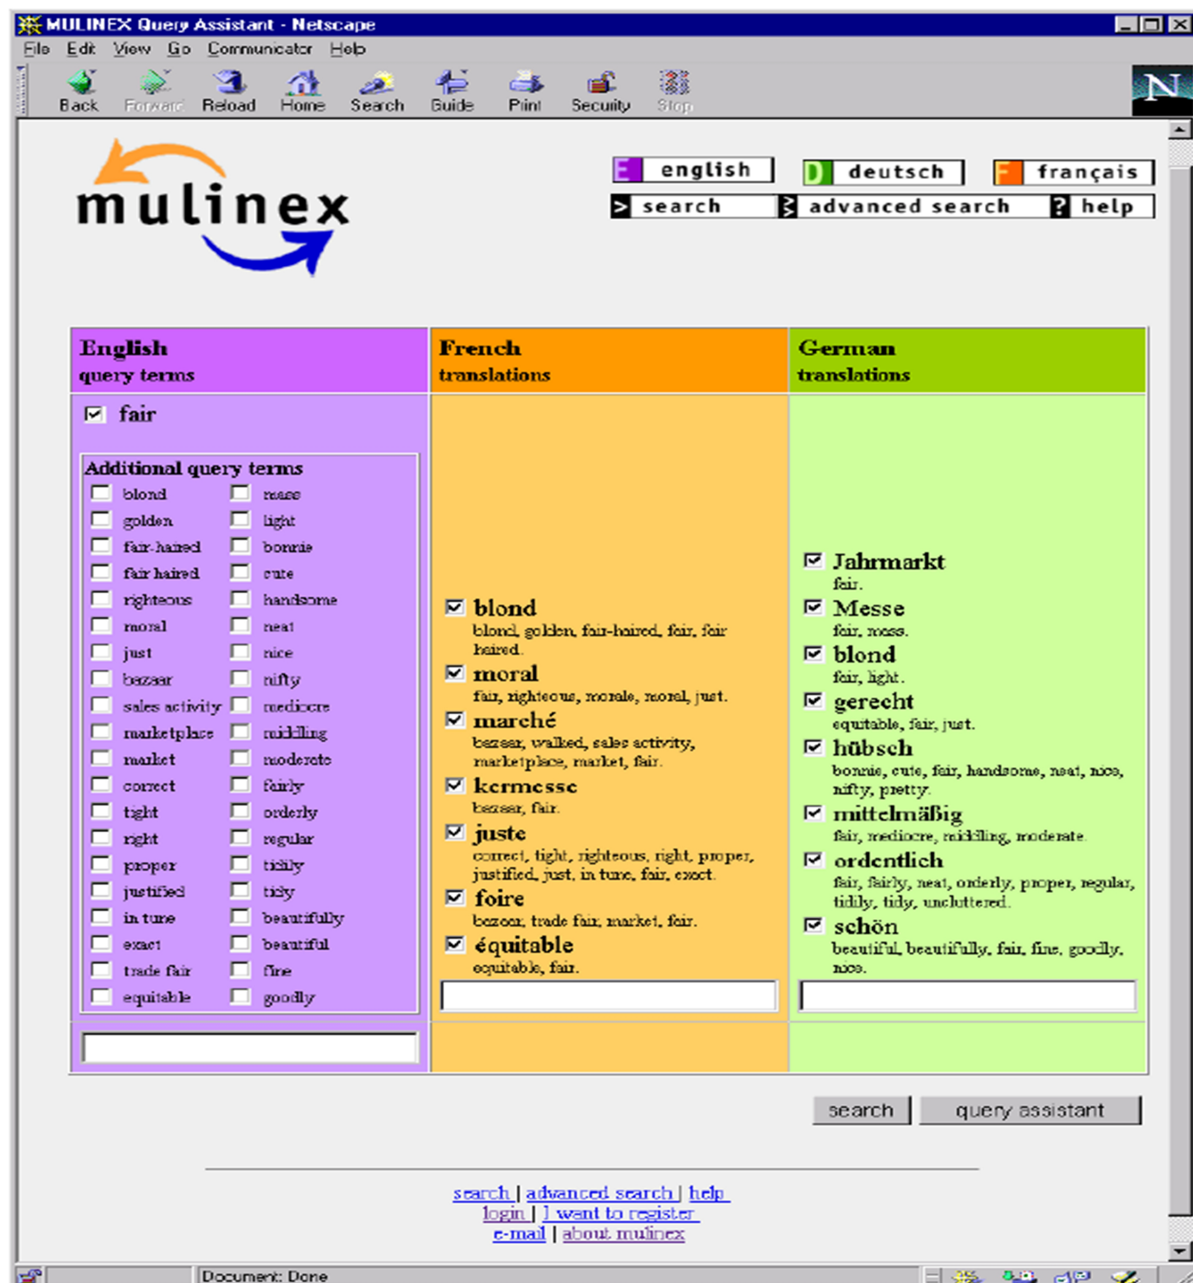 MULINEX Query Assistant - Netscape
File Edit View Go Communicator Help
Back Forward Reload Home Search Guide Print Security Stop
N
mulinex
E english D deutsch F français
> search advanced search ? help
English
query terms
French
translations
German
translations
fair
Additional query terms
blond mass
golden light
fair-haired bonnie
fair haired cute
righteous handsome
moral neat
just nice
bazaar nifty
sales activity mediocre
marketplace middling
market moderate
correct fairly
tight orderly
right regular
proper tidily
justified tidy
in tune beautifully
exact beautiful
trade fair fine
equitable goodly
blond
blond, golden, fair-haired, fair, fair
haired.
moral
fair, righteous, morale, moral, just.
marché
bazaar, walked, sales activity,
marketplace, market, fair.
kermesse
bazaar, fair.
juste
correct, tight, righteous, right, proper,
justified, just, in tune, fair, exact.
foire
bazaar, trade fair, market, fair.
équitable
equitable, fair.
Jahrmarkt
fair.
Messe
fair, mass.
blond
fair, light.
gerecht
equitable, fair, just.
hübsch
bonnie, cute, fair, handsome, neat, nice,
nifty, pretty.
mittelmäßig
fair, mediocre, middling, moderate.
ordentlich
fair, fairly, neat, orderly, proper, regular,
tidily, tidy, uncluttered.
schön
beautiful, beautifully, fair, fine, goodly,
nice.
search query assistant
search | advanced search | help
login | I want to register
e-mail | about mulinex
Document: Done